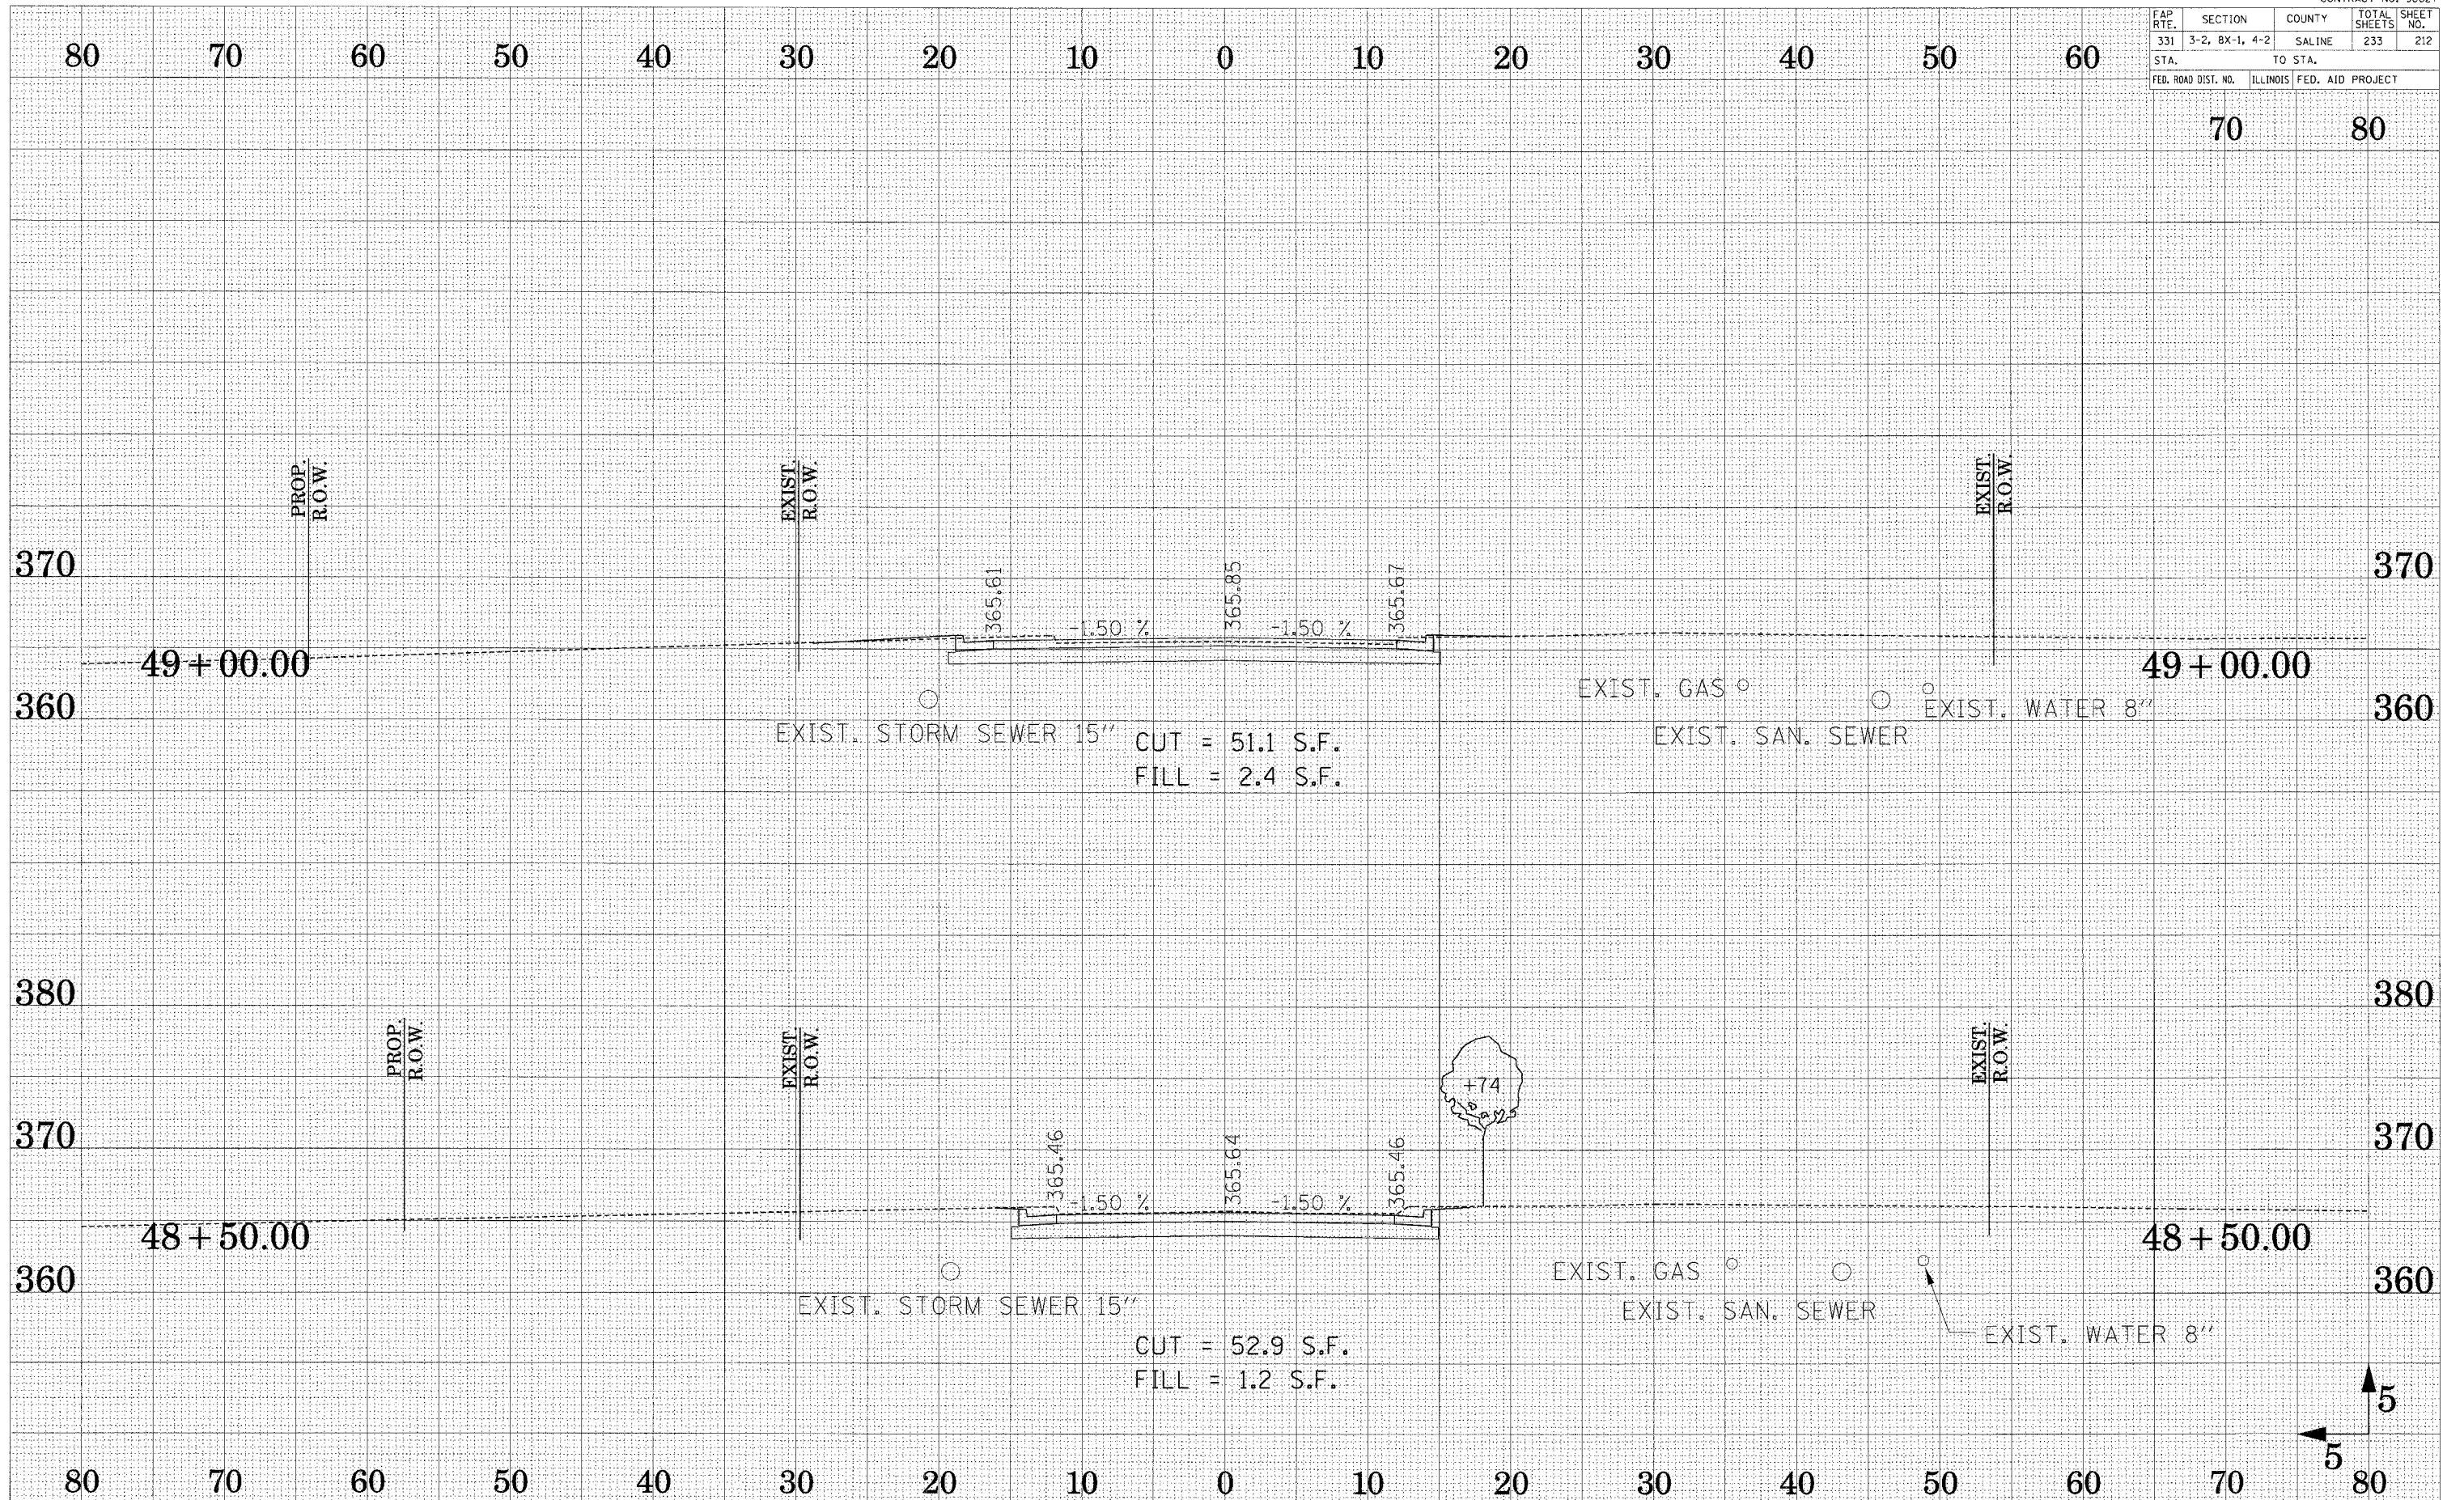 FAP RTE. SECTION COUNTY TOTAL SHEETS SHEET NO.
331 3-2, 8X-1, 4-2 SALINE 233 212
STA. TO STA.
FED. ROAD DIST. NO. ILLINOIS FED. AID PROJECT
80 70 60 50 40 30 20 10 0 10 20 30 40 50 60
70 80
PROP. R.O.W.
EXIST. R.O.W.
EXIST. R.O.W.
370 370
365.61 365.85 365.67
-1.50 % -1.50 %
49+00.00 49+00.00
360 360
EXIST. GAS
EXIST. WATER 8"
EXIST. STORM SEWER 15"
EXIST. SAN. SEWER
CUT = 51.1 S.F.
FILL = 2.4 S.F.
380 380
PROP. R.O.W.
EXIST. R.O.W.
EXIST. R.O.W.
+74
370 370
365.46 365.64 365.46
-1.50 % -1.50 %
48+50.00 48+50.00
360 360
EXIST. GAS
EXIST. STORM SEWER 15"
EXIST. SAN. SEWER
EXIST. WATER 8"
CUT = 52.9 S.F.
FILL = 1.2 S.F.
5
5
80 70 60 50 40 30 20 10 0 10 20 30 40 50 60 70 80